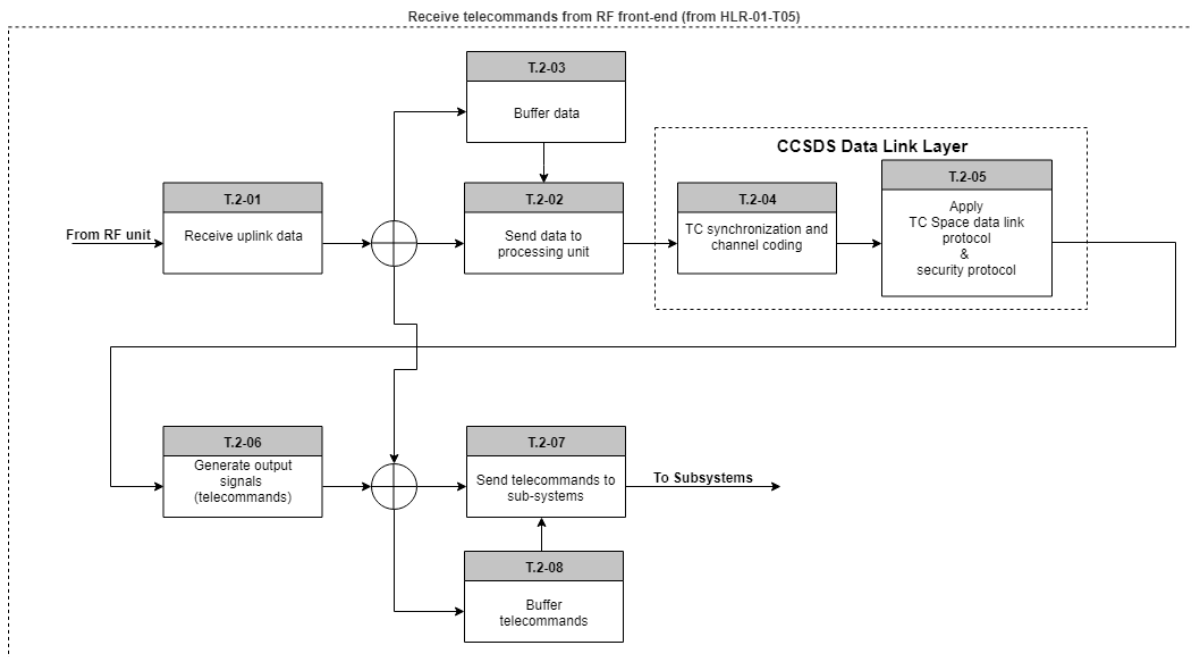 Receive telecommands from RF front-end (from HLR-01-T05)
T.2-03
Buffer data
CCSDS Data Link Layer
T.2-01
Receive uplink data
From RF unit
T.2-02
Send data to
processing unit
T.2-04
TC synchronization and
channel coding
T.2-05
Apply
TC Space data link
protocol
&
security protocol
T.2-06
Generate output
signals
(telecommands)
T.2-07
Send telecommands to
sub-systems
To Subsystems
T.2-08
Buffer
telecommands